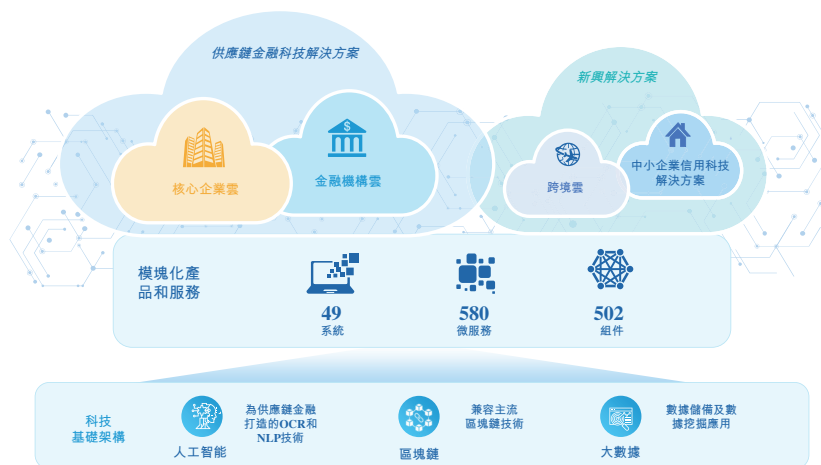 供應鏈金融科技解決方案
新興解決方案
$
核心企業雲
金融機構雲
跨境雲
中小企業信用科技
解決方案
模塊化產
品和服務
49
系統
580
微服務
502
組件
科技
基礎架構
人工智能
為供應鏈金融
打造的OCR和
NLP技術
區塊鏈
兼容主流
區塊鏈技術
大數據
數據儲備及數
據挖掘應用